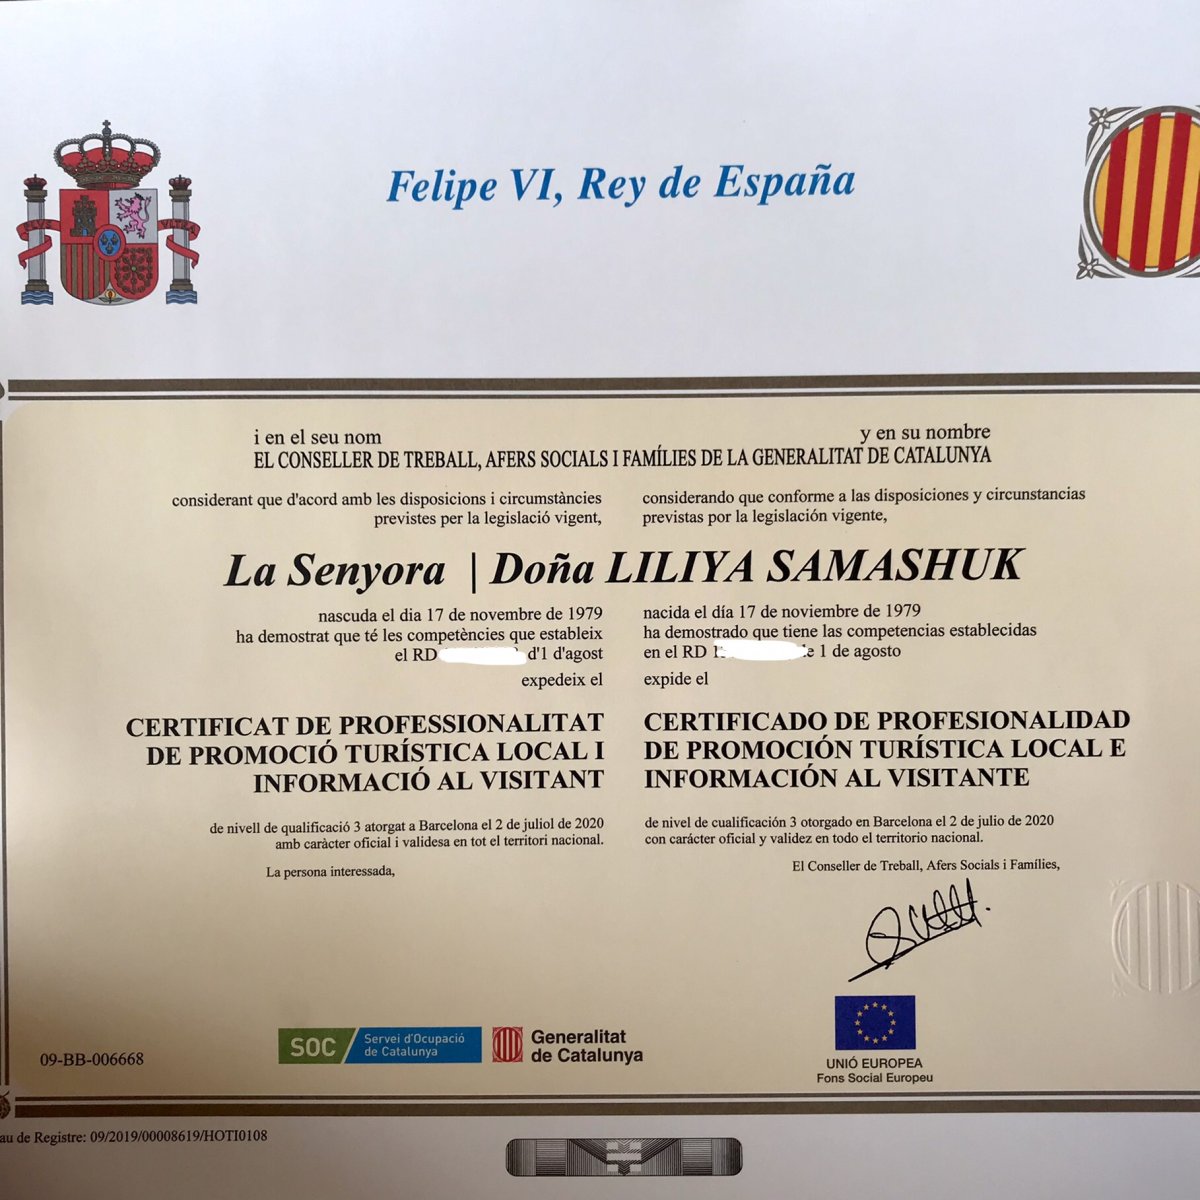 Felipe VI, Rey de España
PLVS VLTRA
i en el seu nom
y en su nombre
EL CONSELLER DE TREBALL, AFERS SOCIALS I FAMÍLIES DE LA GENERALITAT DE CATALUNYA
considerant que d'acord amb les disposicions i circumstàncies
previstes per la legislació vigent,
considerando que conforme a las disposiciones y circunstancias
previstas por la legislación vigente,
La Senyora | Doña LILIYA SAMASHUK
nascuda el dia 17 de novembre de 1979
ha demostrat que té les competències que estableix
el RD d'1 d'agost
expedeix el
nacida el día 17 de noviembre de 1979
ha demostrado que tiene las competencias establecidas
en el RD de 1 de agosto
expide el
CERTIFICAT DE PROFESSIONALITAT
DE PROMOCIÓ TURÍSTICA LOCAL I
INFORMACIÓ AL VISITANT
CERTIFICADO DE PROFESIONALIDAD
DE PROMOCIÓN TURÍSTICA LOCAL E
INFORMACIÓN AL VISITANTE
de nivell de qualificació 3 atorgat a Barcelona el 2 de juliol de 2020
amb caràcter oficial i validesa en tot el territori nacional.
de nivel de cualificación 3 otorgado en Barcelona el 2 de julio de 2020
con carácter oficial y validez en todo el territorio nacional.
La persona interessada,
El Conseller de Treball, Afers Socials i Famílies,
09-BB-006668
SOC Servei d'Ocupació
de Catalunya
Generalitat
de Catalunya
UNIÓ EUROPEA
Fons Social Europeu
au de Registre: 09/2019/00008619/HOTI0108